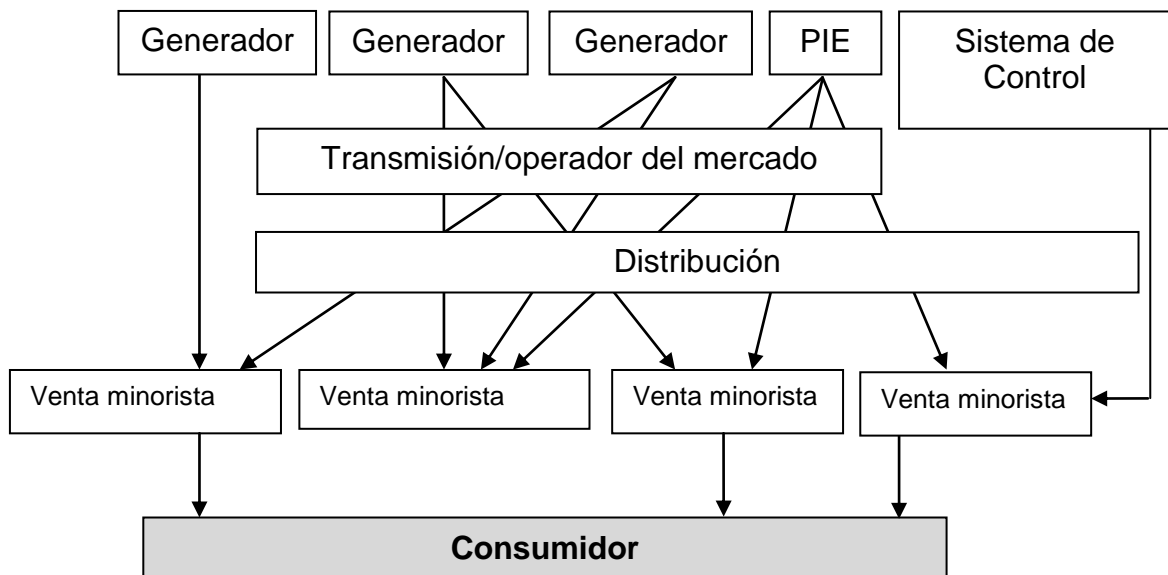 Generador
Generador
Generador
PIE
Sistema de
Control
Transmisión/operador del mercado
Distribución
Venta minorista
Venta minorista
Venta minorista
Venta minorista
Consumidor